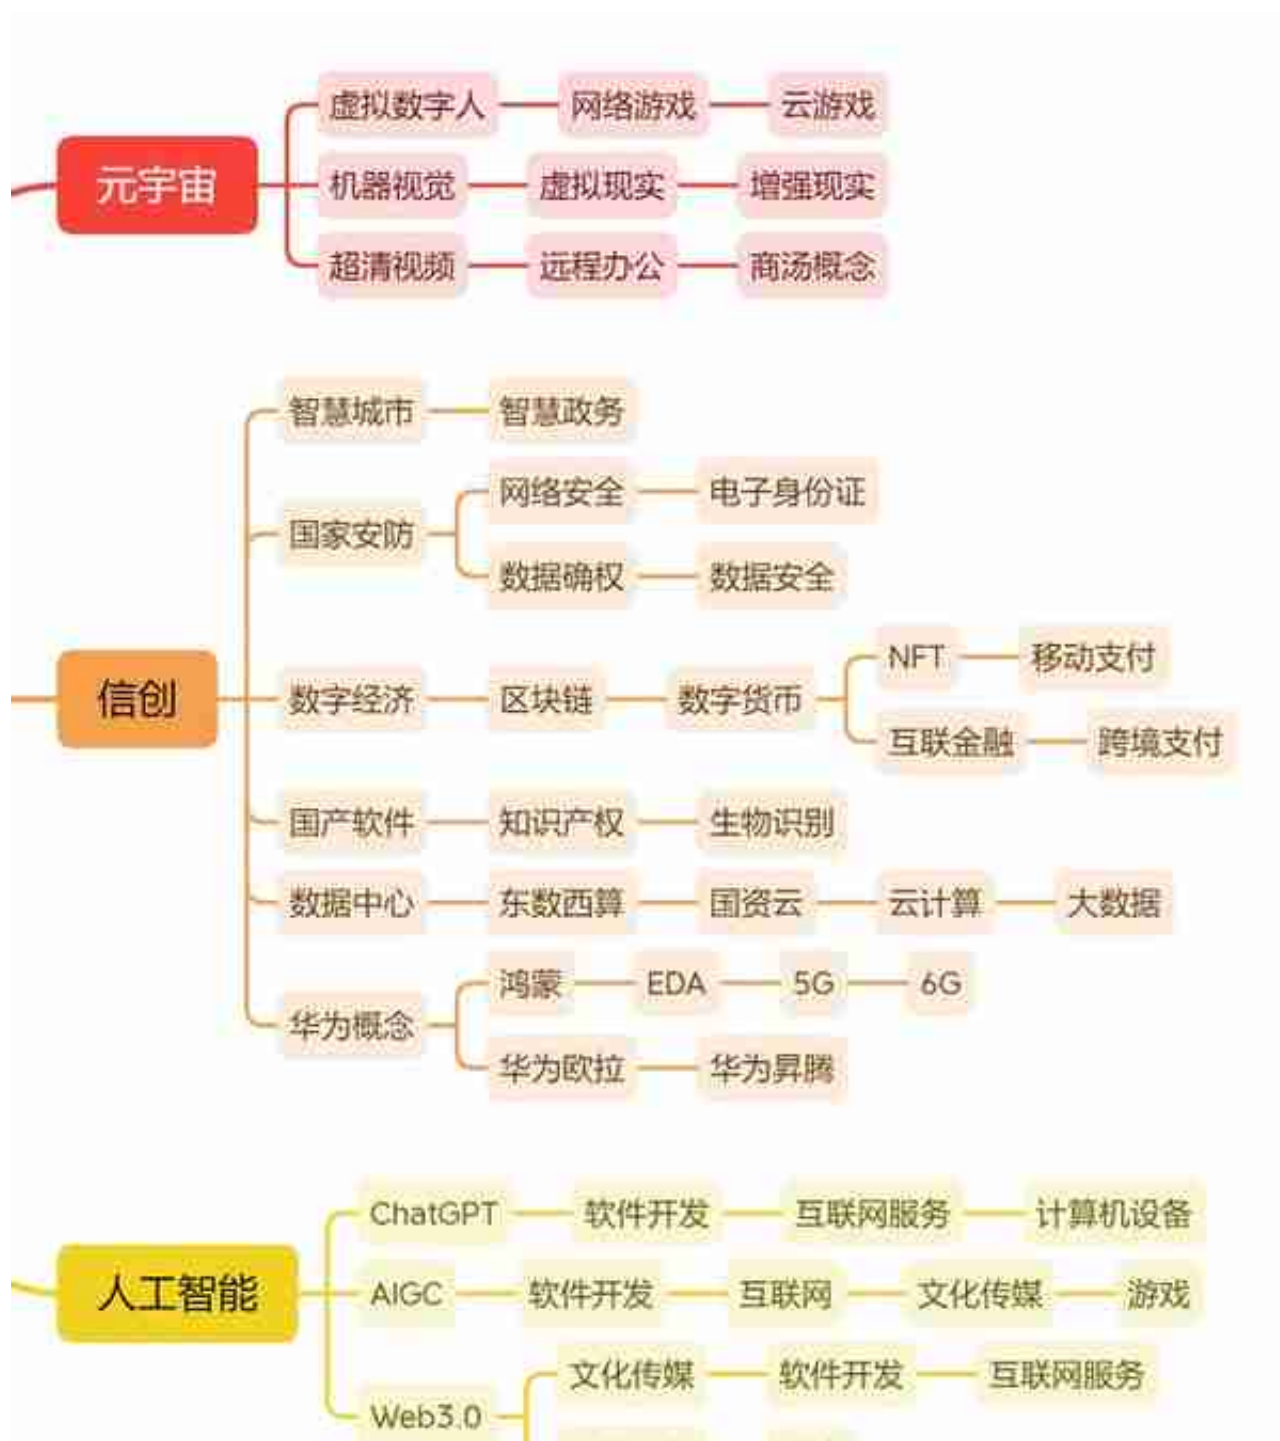 虚拟数字人 网络游戏 云游戏
元宇宙 机器视觉 虚拟现实 增强现实
超清视频 远程办公 商汤概念
智慧城市 智慧政务
网络安全 电子身份证
国家安防
数据确权 数据安全
NFT 移动支付
信创 数字经济 区块链 数字货币
互联金融 跨境支付
国产软件 知识产权 生物识别
数据中心 东数西算 国资云 云计算 大数据
鸿蒙 EDA 5G 6G
华为概念
华为欧拉 华为昇腾
ChatGPT 软件开发 互联网服务 计算机设备
人工智能 AIGC 软件开发 互联网 文化传媒 游戏
文化传媒 软件开发 互联网服务
Web3.0